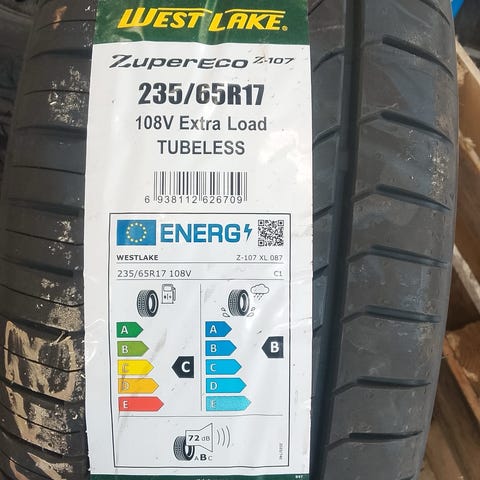 WEST LAKE®
ZuperEco Z-107
235/65R17
108V Extra Load
TUBELESS
6 938112 626709
ENERG
WESTLAKE Z-107 XL 087
235/65R17 108V C1
A A
B B B
C C C
D D
E E
72 dB
A B C